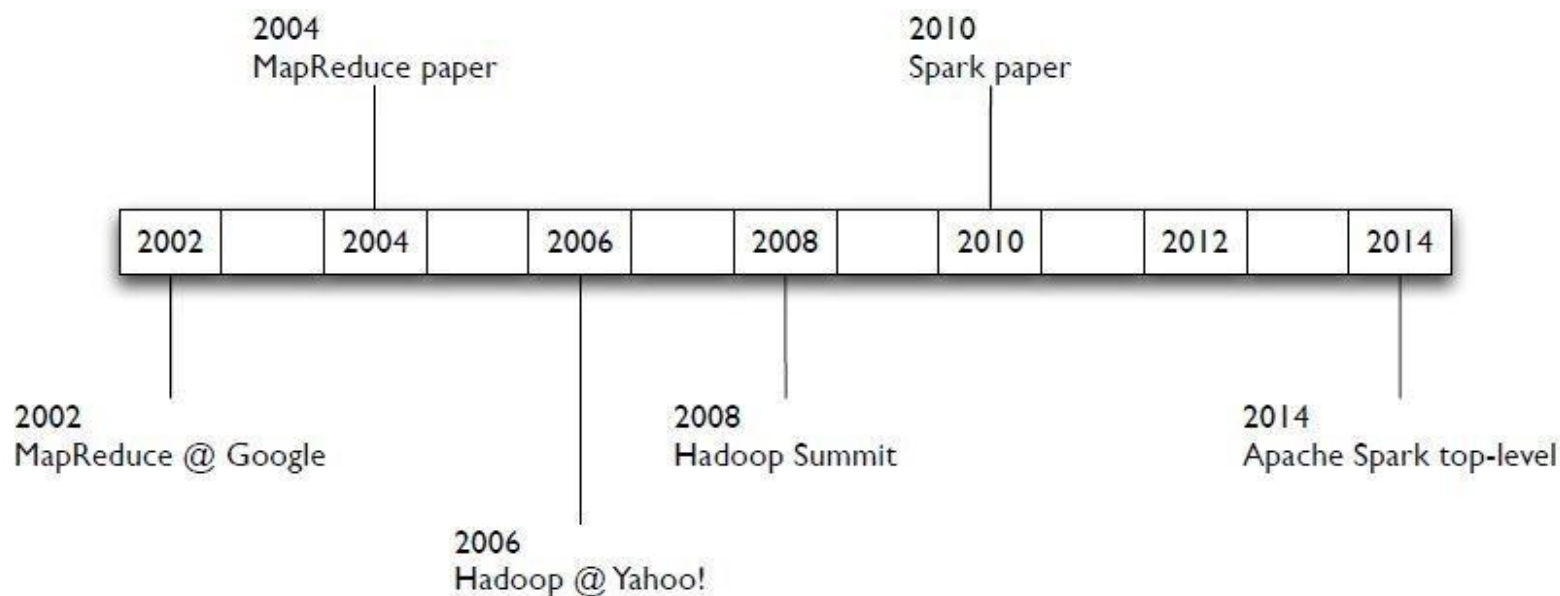 2004
MapReduce paper
2010
Spark paper
2002 2004 2006 2008 2010 2012 2014
2002
MapReduce @ Google
2008
Hadoop Summit
2014
Apache Spark top-level
2006
Hadoop @ Yahoo!